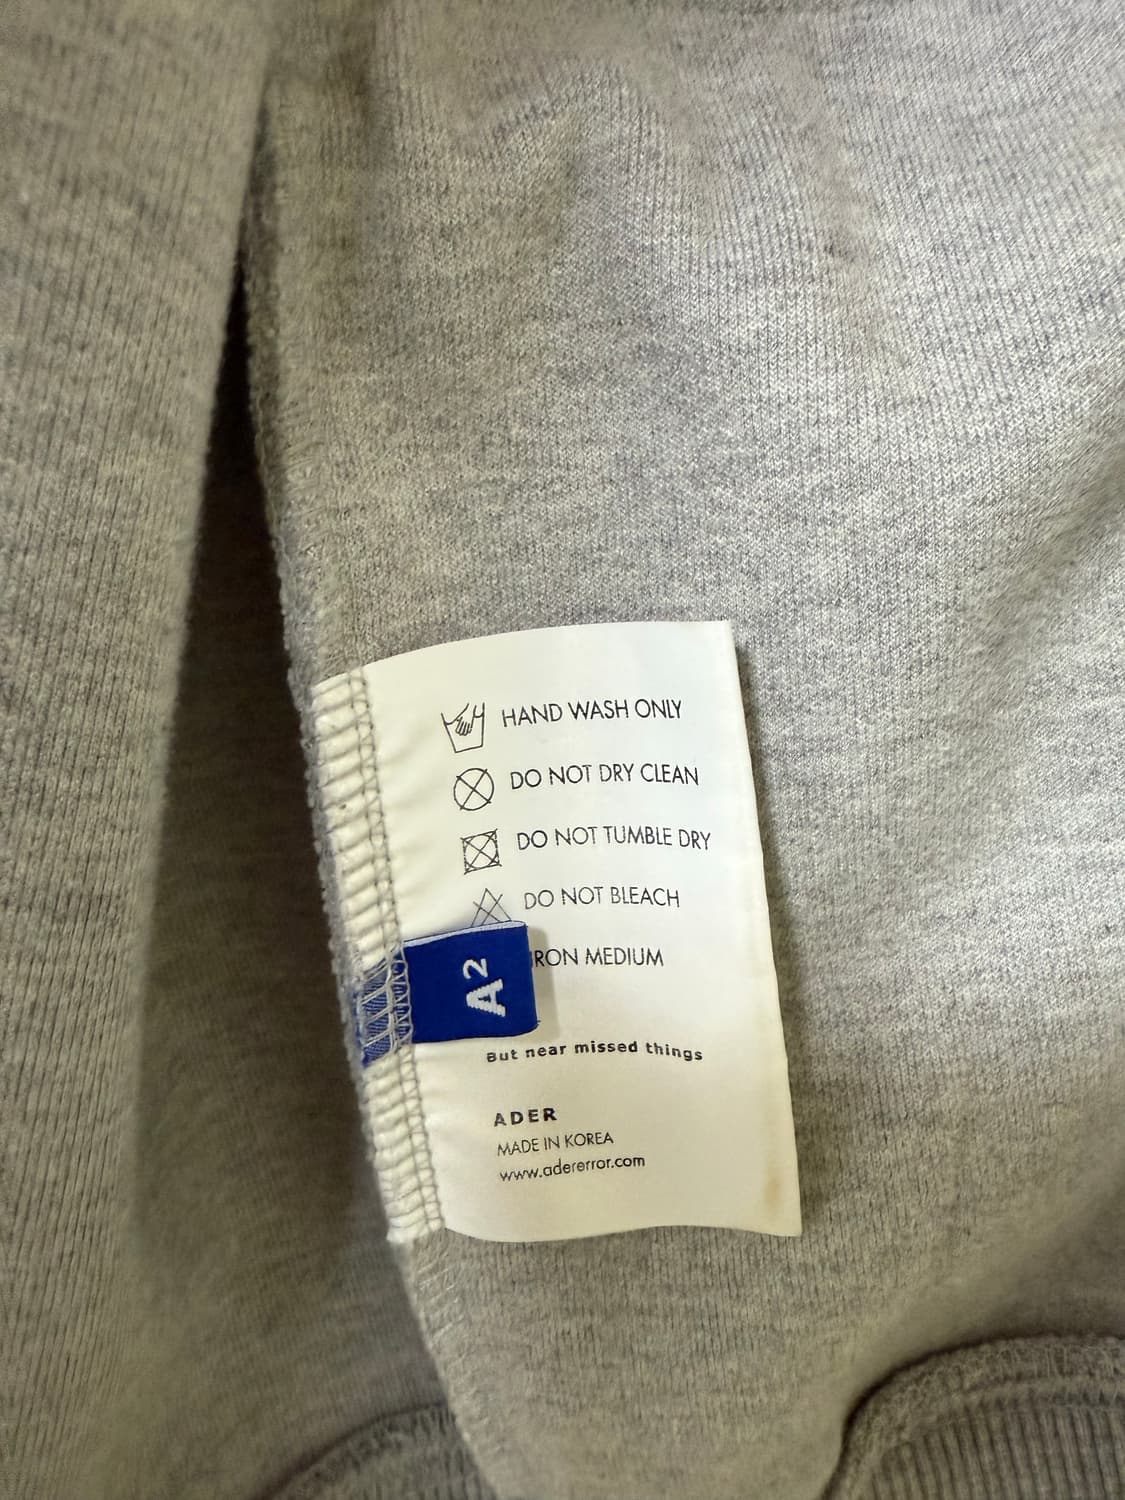 HAND WASH ONLY
DO NOT DRY CLEAN
DO NOT TUMBLE DRY
DO NOT BLEACH
IRON MEDIUM
A²
But near missed things
ADER
MADE IN KOREA
www.adererror.com